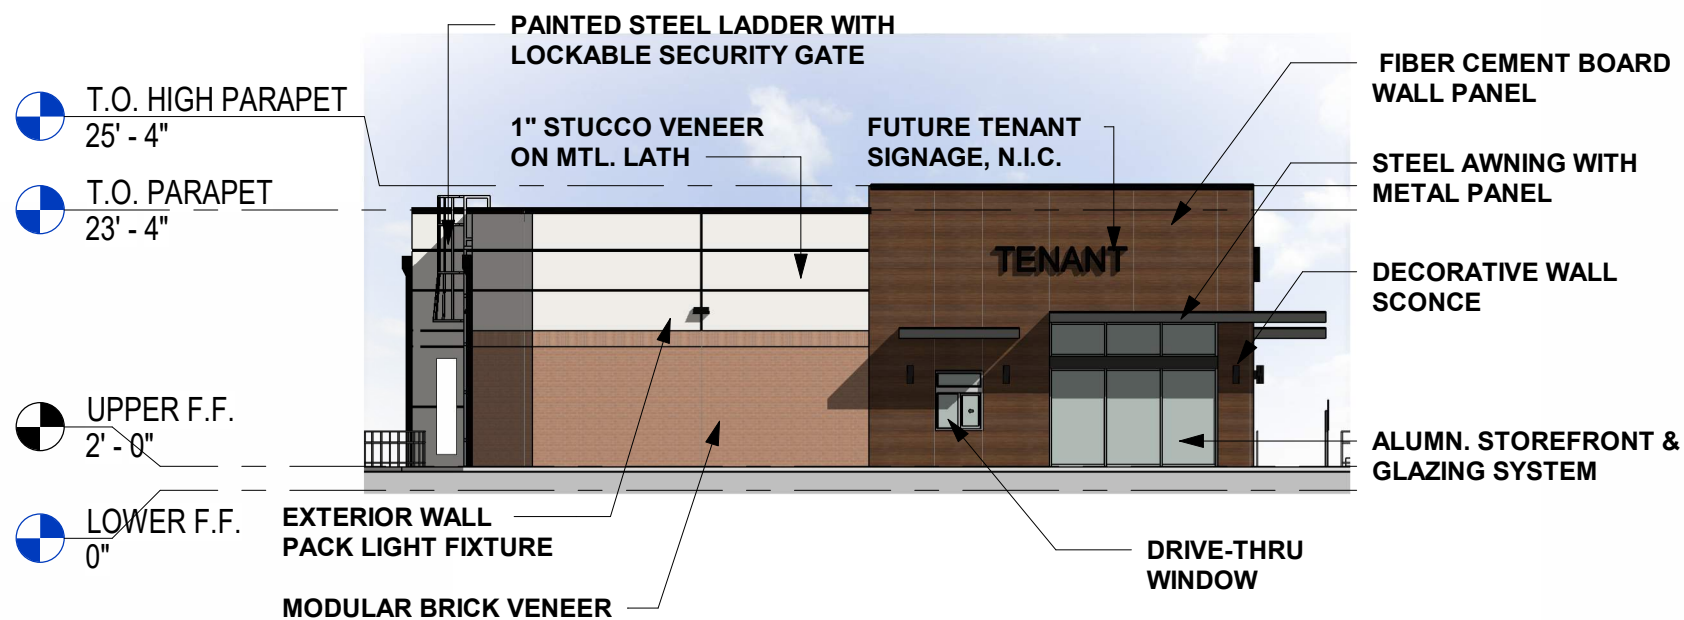 PAINTED STEEL LADDER WITH
LOCKABLE SECURITY GATE
T.O. HIGH PARAPET
25' - 4"
1" STUCCO VENEER
ON MTL. LATH
FUTURE TENANT
SIGNAGE, N.I.C.
FIBER CEMENT BOARD
WALL PANEL
STEEL AWNING WITH
METAL PANEL
T.O. PARAPET
23' - 4"
TENANT
DECORATIVE WALL
SCONCE
UPPER F.F.
2' - 0"
ALUMN. STOREFRONT &
GLAZING SYSTEM
LOWER F.F.
0"
EXTERIOR WALL
PACK LIGHT FIXTURE
DRIVE-THRU
WINDOW
MODULAR BRICK VENEER